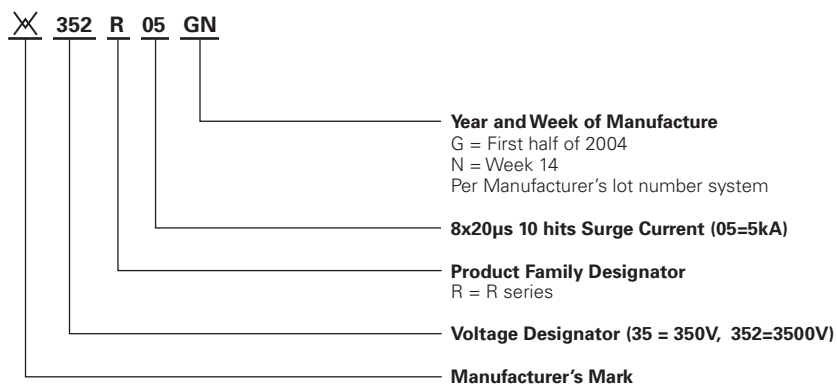 352 R 05 GN
Year and Week of Manufacture
G = First half of 2004
N = Week 14
Per Manufacturer's lot number system
8x20µs 10 hits Surge Current (05=5kA)
Product Family Designator
R = R series
Voltage Designator (35 = 350V, 352=3500V)
Manufacturer's Mark